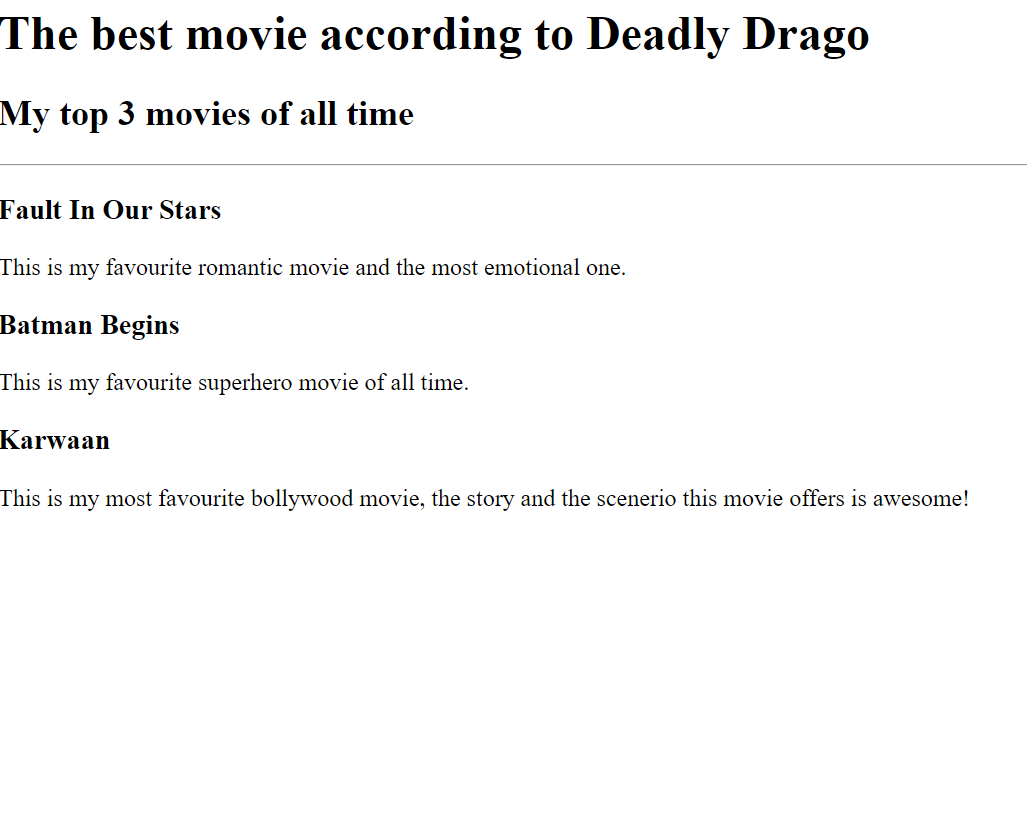 The best movie according to Deadly Drago
My top 3 movies of all time
Fault In Our Stars
This is my favourite romantic movie and the most emotional one.
Batman Begins
This is my favourite superhero movie of all time.
Karwaan
This is my most favourite bollywood movie, the story and the scenerio this movie offers is awesome!